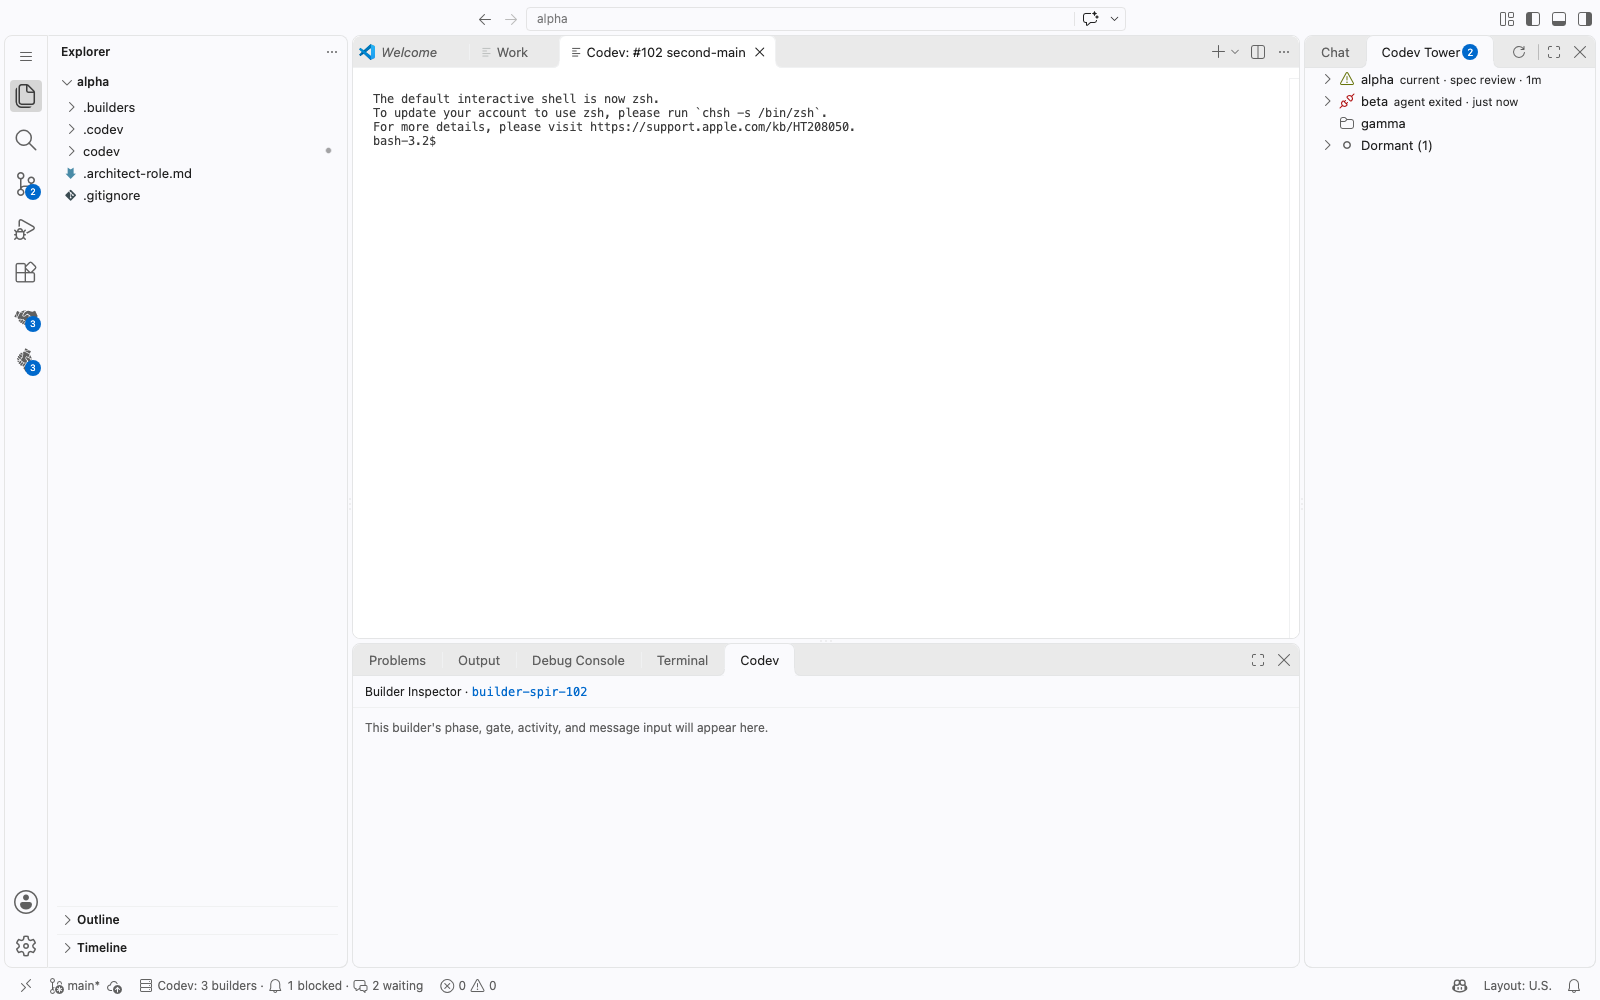 alpha
Explorer
alpha
.builders
.codev
codev
.architect-role.md
.gitignore
2
3
3
Outline
Timeline
Welcome
Work
Codev: #102 second-main
The default interactive shell is now zsh.
To update your account to use zsh, please run `chsh -s /bin/zsh`.
For more details, please visit https://support.apple.com/kb/HT208050.
bash-3.2$
Problems
Output
Debug Console
Terminal
Codev
Builder Inspector · builder-spir-102
This builder's phase, gate, activity, and message input will appear here.
Chat
Codev Tower 2
alpha current · spec review · 1m
beta agent exited · just now
gamma
Dormant (1)
main* Codev: 3 builders · 1 blocked · 2 waiting 0 0
Layout: U.S.